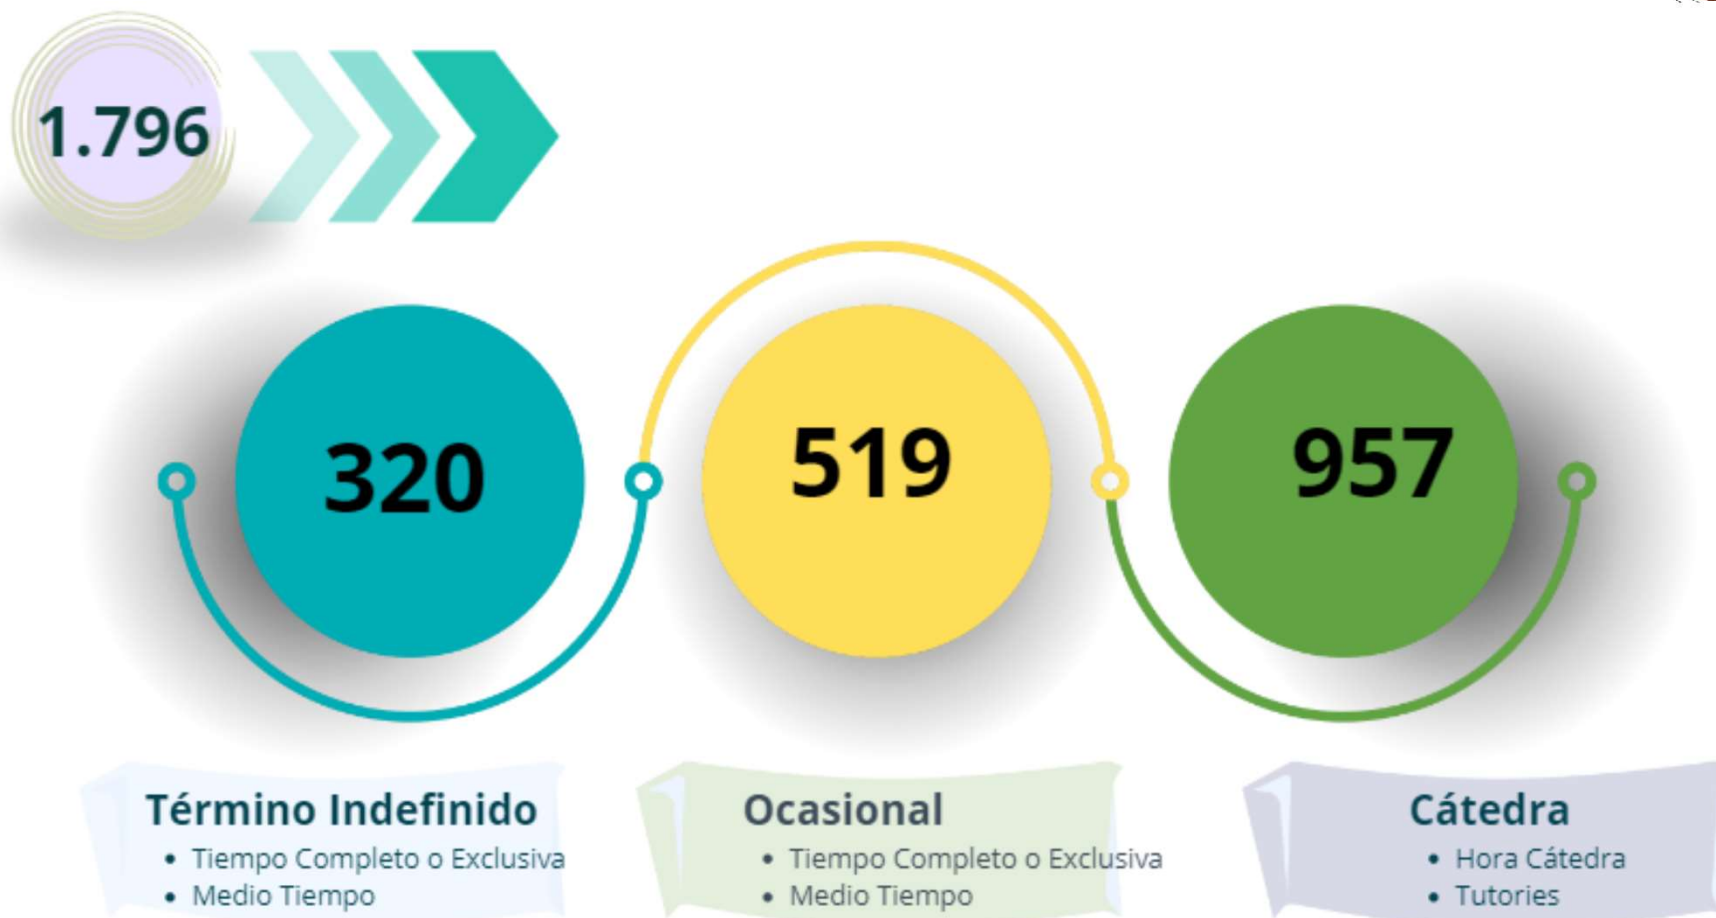 1.796
320
519
957
Término Indefinido
• Tiempo Completo o Exclusiva
• Medio Tiempo
Ocasional
• Tiempo Completo o Exclusiva
• Medio Tiempo
Cátedra
• Hora Cátedra
• Tutories